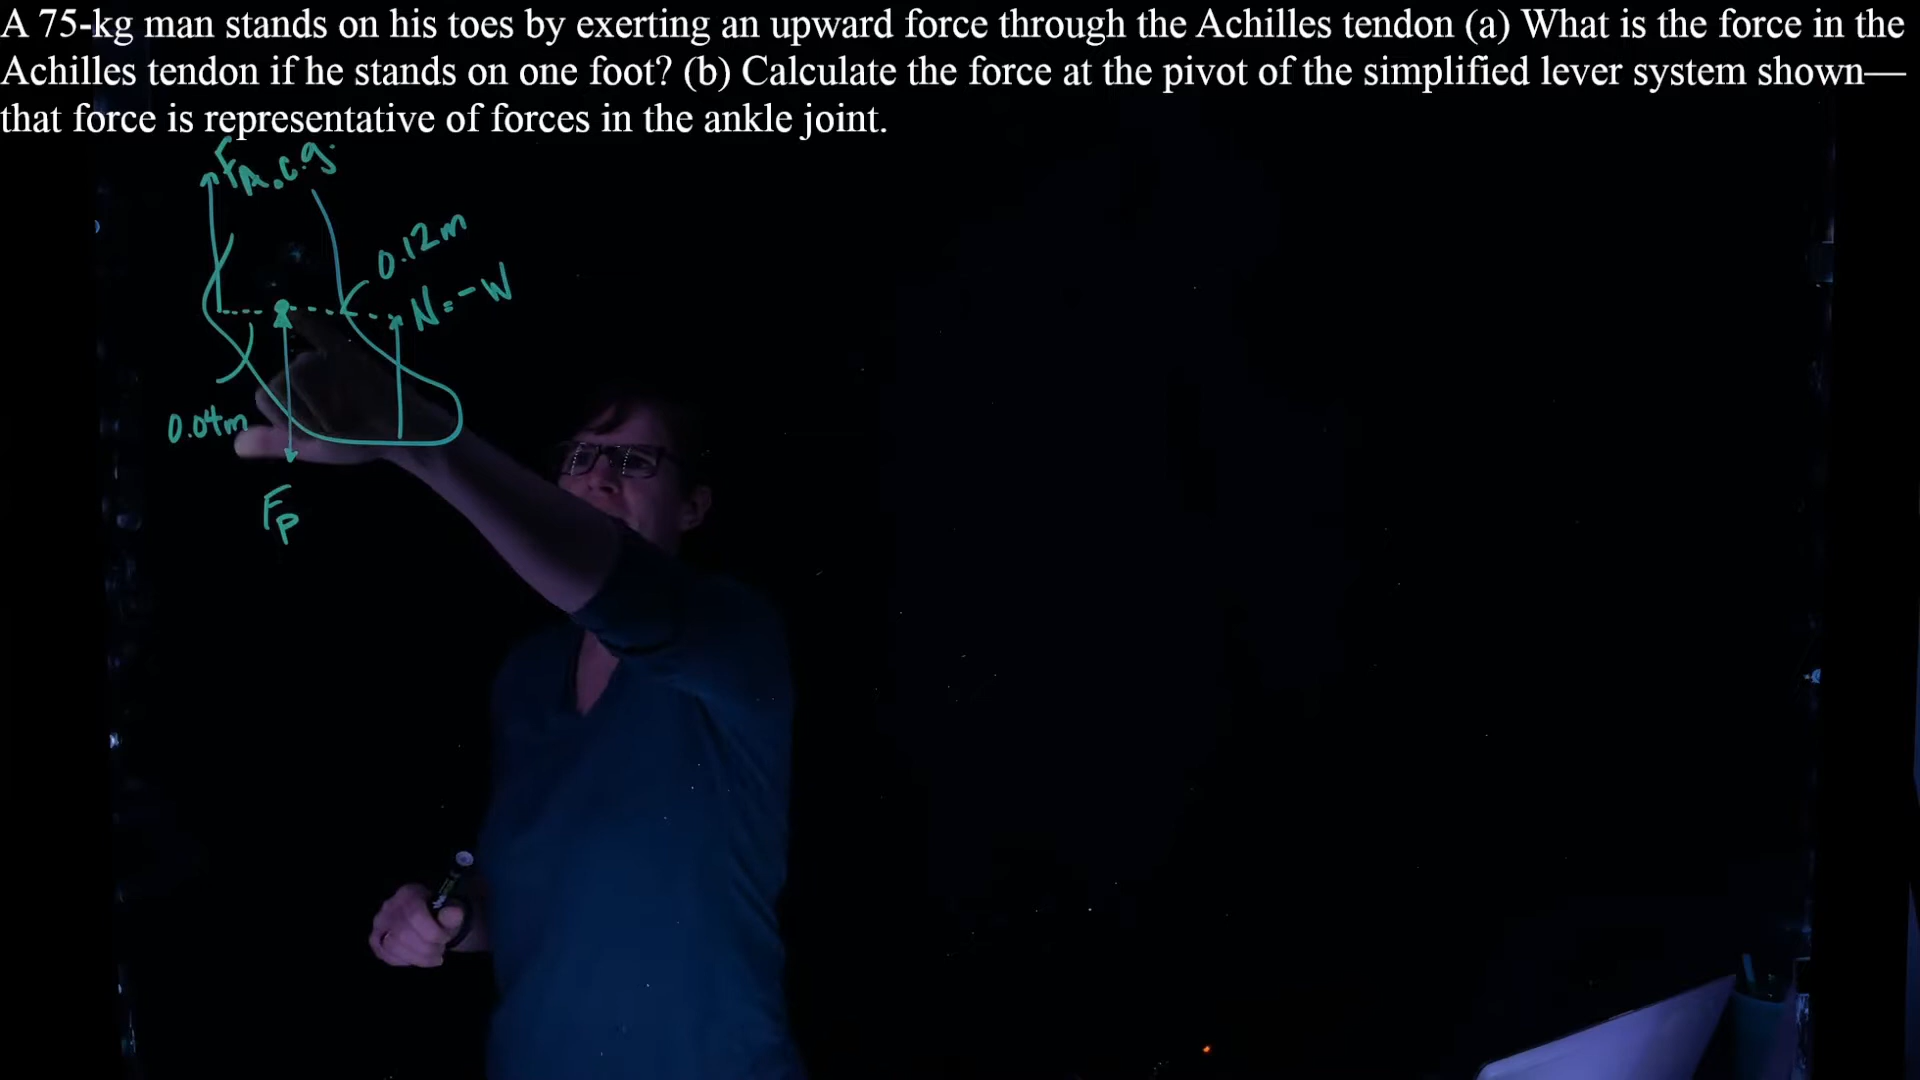 A 75-kg man stands on his toes by exerting an upward force through the Achilles tendon (a) What is the force in the
Achilles tendon if he stands on one foot? (b) Calculate the force at the pivot of the simplified lever system shown—
that force is representative of forces in the ankle joint.
c.g.
0.12m
N=-W
0.04m
Fp